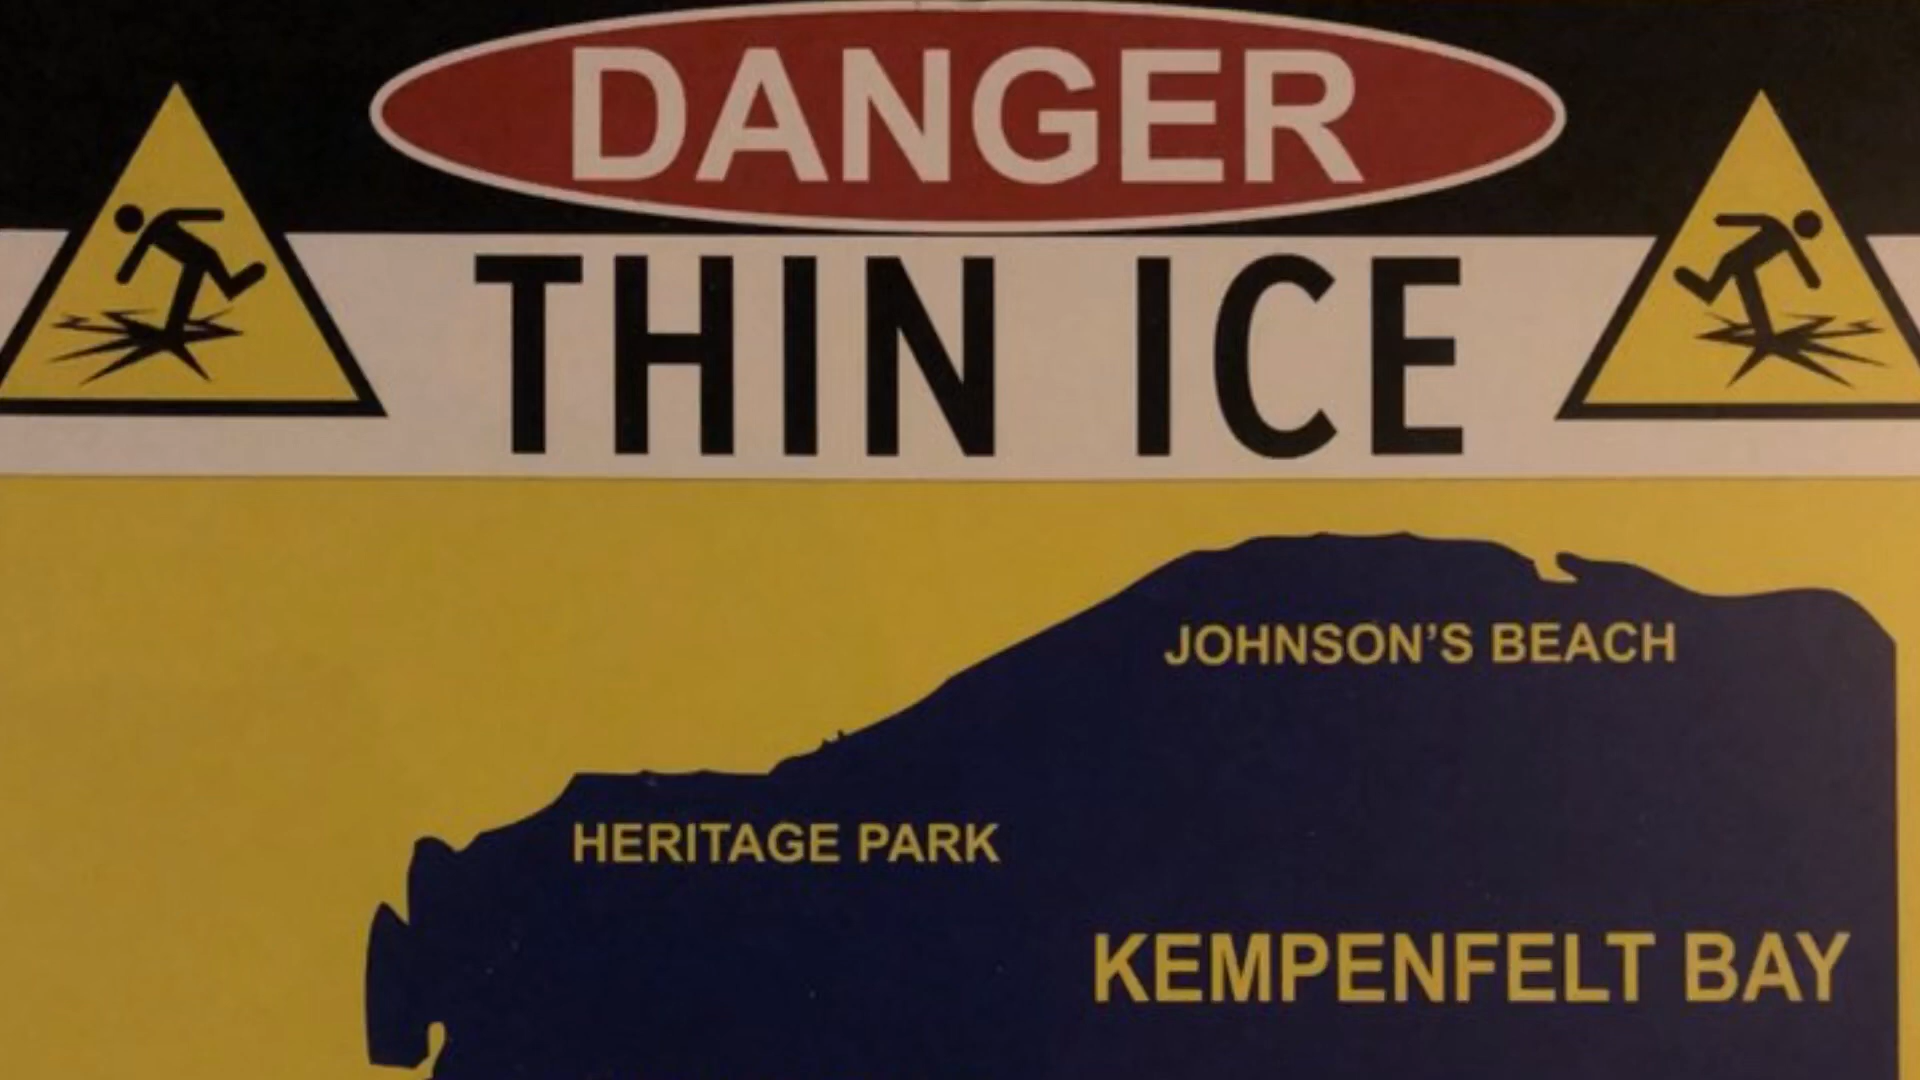 DANGER
THIN ICE
JOHNSON'S BEACH
HERITAGE PARK
KEMPENFELT BAY